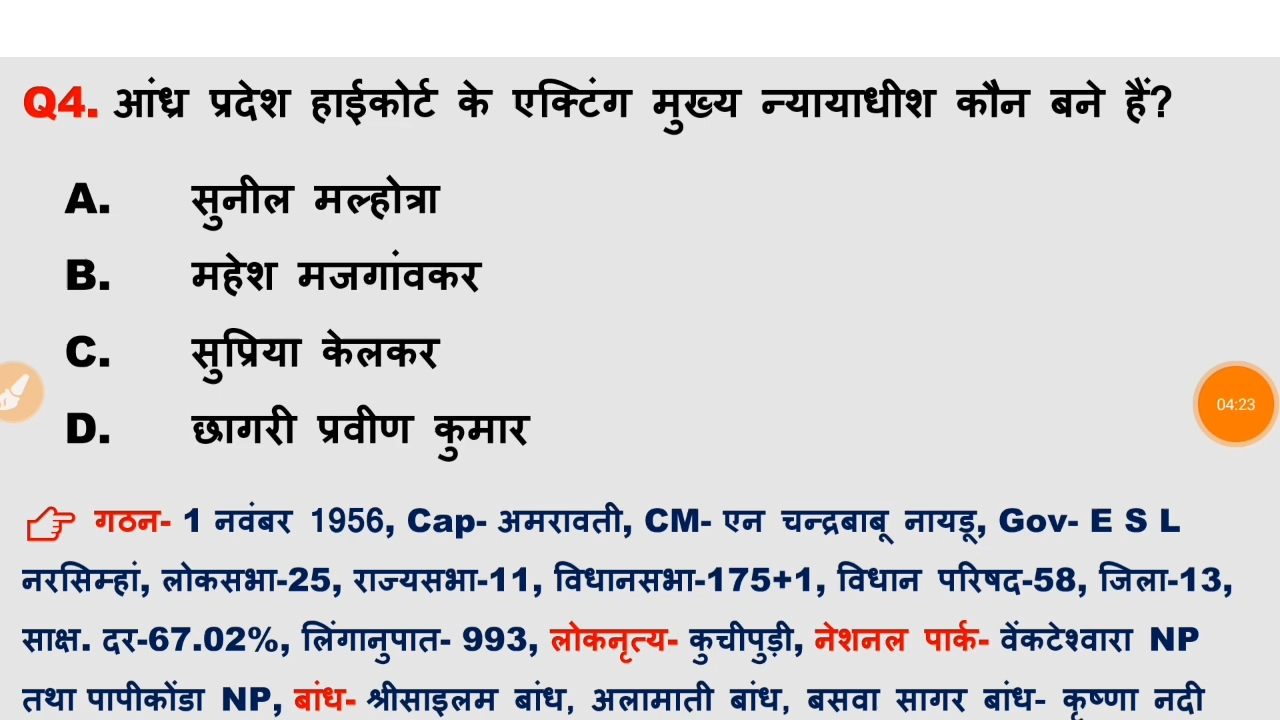 Q4. आंध्र प्रदेश हाईकोर्ट के एक्टिंग मुख्य न्यायाधीश कौन बने हैं?
A. सुनील मल्होत्रा
B. महेश मजगांवकर
C. सुप्रिया केलकर
D. छागरी प्रवीण कुमार
गठन- 1 नवंबर 1956, Cap- अमरावती, CM- एन चन्द्रबाबू नायडू, Gov- E S L
नरसिम्हां, लोकसभा-25, राज्यसभा-11, विधानसभा-175+1, विधान परिषद-58, जिला-13,
साक्ष. दर-67.02%, लिंगानुपात- 993, लोकनृत्य- कुचीपुड़ी, नेशनल पार्क- वेंकटेश्वारा NP
तथा पापीकोंडा NP, बांध- श्रीसाइलम बांध, अलामाती बांध, बसवा सागर बांध- कृष्णा नदी
04:23